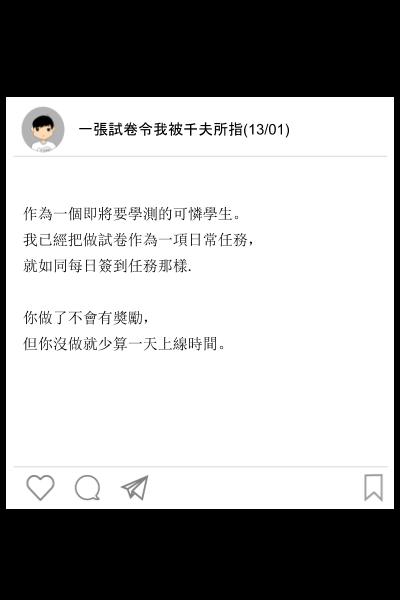 一張試卷令我被千夫所指(13/01)
作為一個即將要學測的可憐學生。
我已經把做試卷作為一項日常任務,
就如同每日簽到任務那樣.
你做了不會有獎勵,
但你沒做就少算一天上線時間。